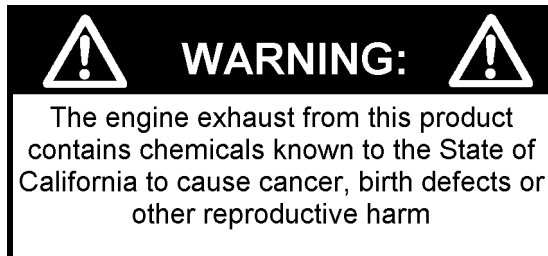 WARNING:
The engine exhaust from this product
contains chemicals known to the State of
California to cause cancer, birth defects or
other reproductive harm